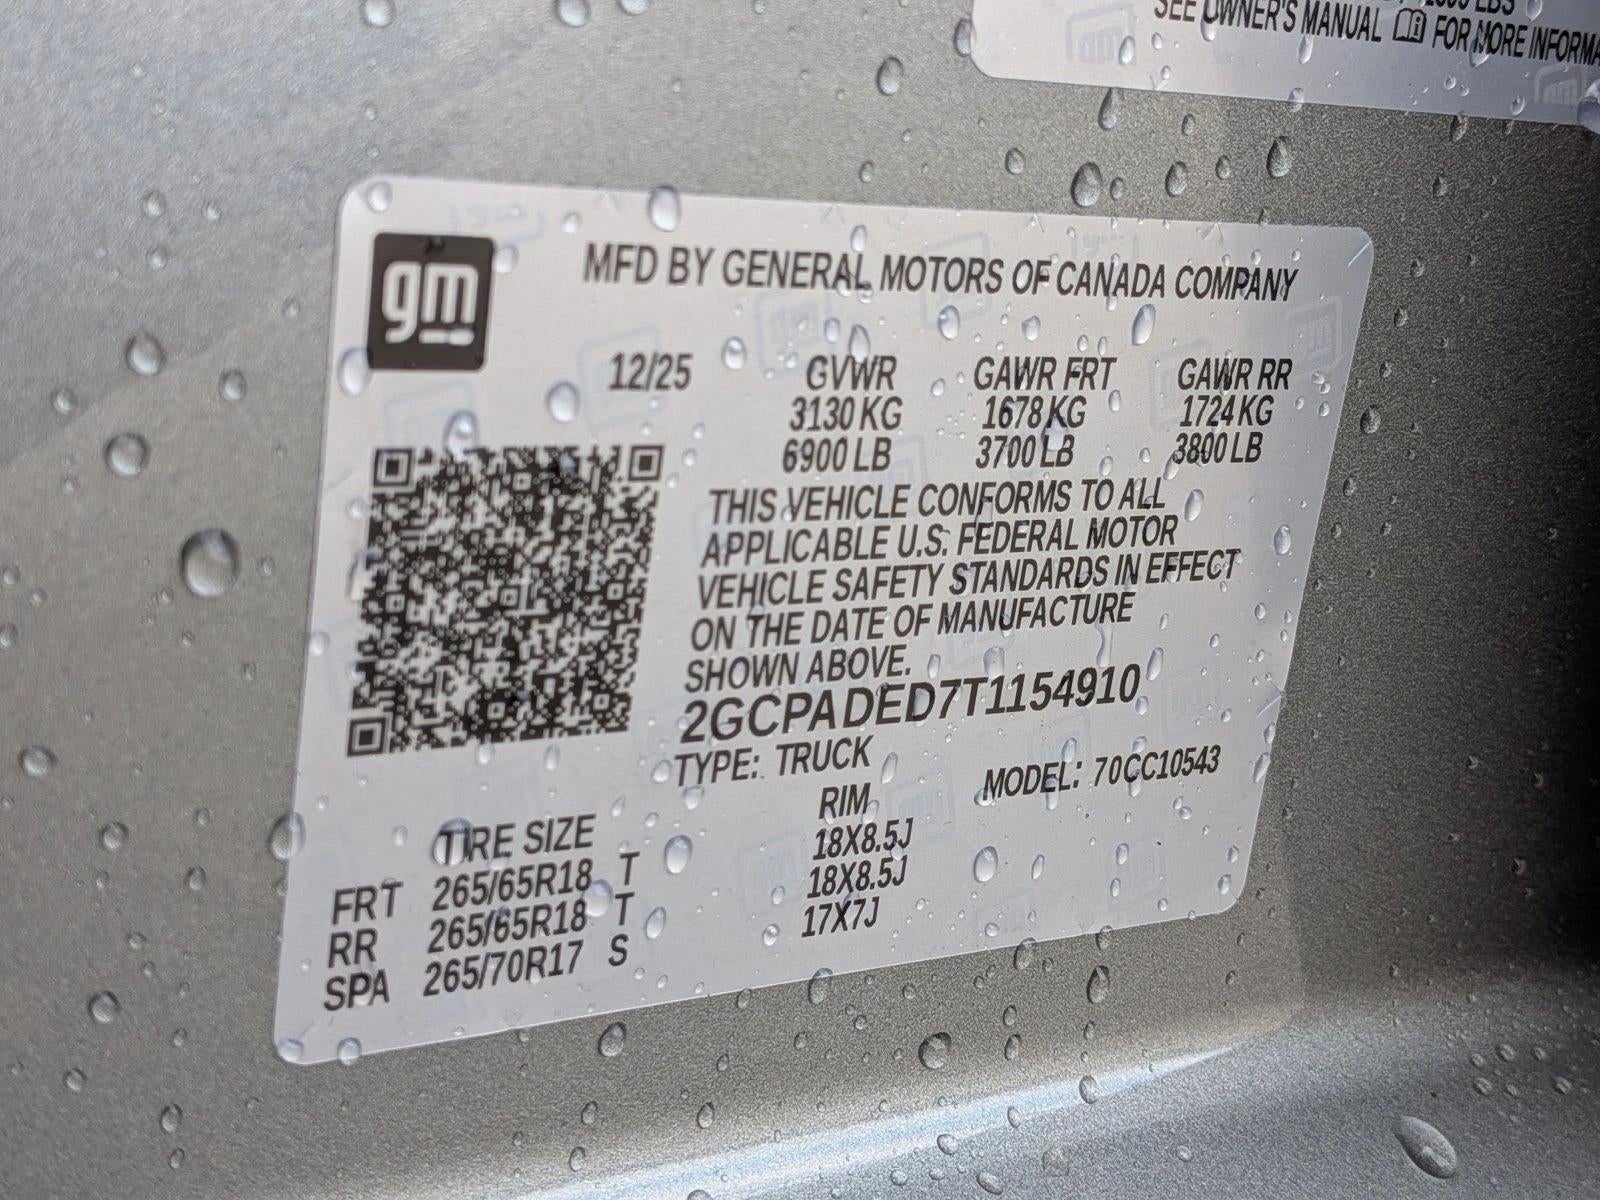 SEE OWNER'S MANUAL FOR MORE
gm
MFD BY GENERAL MOTORS OF CANADA COMPANY
12/25 GVWR GAWR FRT GAWR RR
3130 KG 1678 KG 1724 KG
6900 LB 3700 LB 3800 LB
THIS VEHICLE CONFORMS TO ALL
APPLICABLE U.S. FEDERAL MOTOR
VEHICLE SAFETY STANDARDS IN EFFECT
ON THE DATE OF MANUFACTURE
SHOWN ABOVE.
2GCPADED7T1154910
TYPE: TRUCK MODEL: 70CC10543
TIRE SIZE RIM
FRT 265/65R18 T 18X8.5J
RR 265/65R18 T 18X8.5J
SPA 265/70R17 S 17X7J